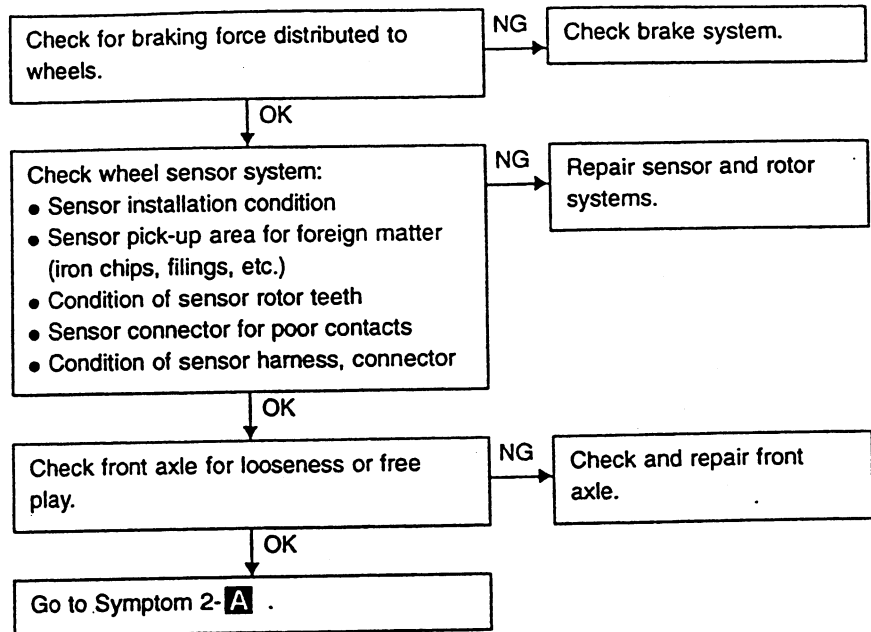 Check for braking force distributed to
wheels.
NG
Check brake system.
OK
Check wheel sensor system:
● Sensor installation condition
● Sensor pick-up area for foreign matter
(iron chips, filings, etc.)
● Condition of sensor rotor teeth
● Sensor connector for poor contacts
● Condition of sensor harness, connector
NG
Repair sensor and rotor
systems.
OK
Check front axle for looseness or free
play.
NG
Check and repair front
axle.
OK
Go to Symptom 2-A .